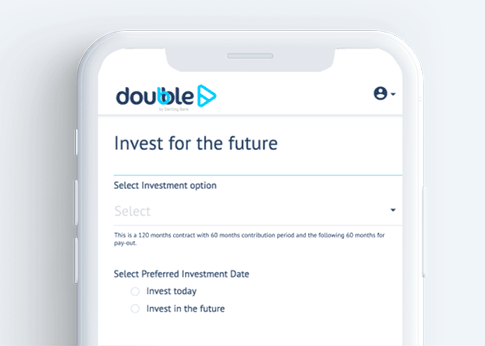 doubble
by Sterling Bank
Invest for the future
Select Investment option
Select
This is a 120 months contract with 60 months contribution period and the following 60 months for
pay-out.
Select Preferred Investment Date
Invest today
Invest in the future